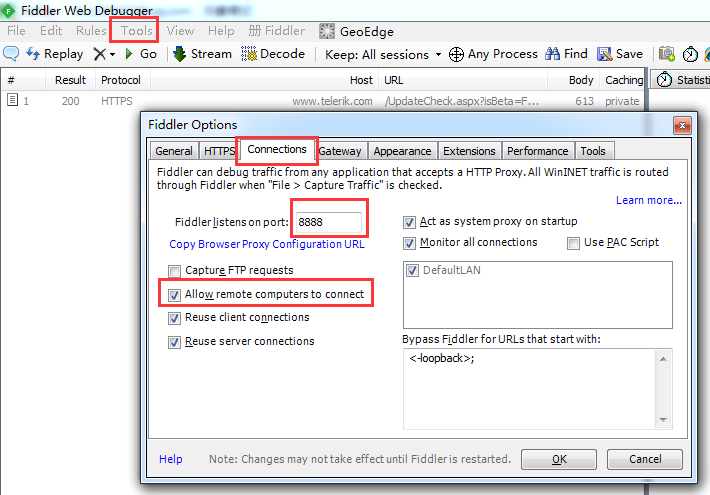 Fiddler Web Debugger
File Edit Rules Tools View Help 册 Fiddler GeoEdge
Replay Go Stream Decode Keep: All sessions Any Process Find Save
# Result Protocol Host URL Body Caching Statisti
1 200 HTTPS www.telerik.com /UpdateCheck.aspx?isBeta=F... 613 private
Fiddler Options
General HTTPS Connections Gateway Appearance Extensions Performance Tools
Fiddler can debug traffic from any application that accepts a HTTP Proxy. All WinINET traffic is routed
through Fiddler when "File > Capture Traffic" is checked.
Learn more...
Fiddler listens on port: 8888
Act as system proxy on startup
Copy Browser Proxy Configuration URL
Monitor all connections Use PAC Script
Capture FTP requests
DefaultLAN
Allow remote computers to connect
Reuse client connections
Reuse server connections
Bypass Fiddler for URLs that start with:
<-loopback>;
Help Note: Changes may not take effect until Fiddler is restarted. OK Cancel